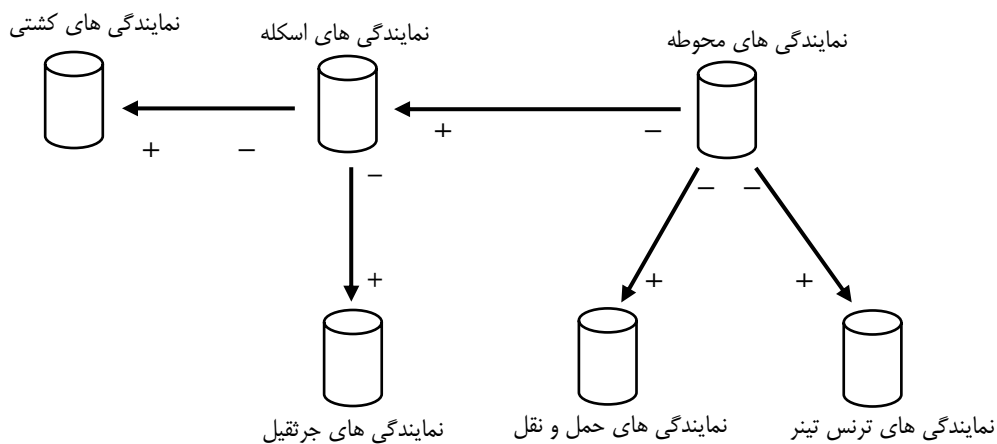 نمایندگی های محوطه
نمایندگی های اسکله
نمایندگی های کشتی
− +
− +
−
− −
+
+
+
نمایندگی های ترنس تینر
نمایندگی های حمل و نقل
نمایندگی های جرثقیل